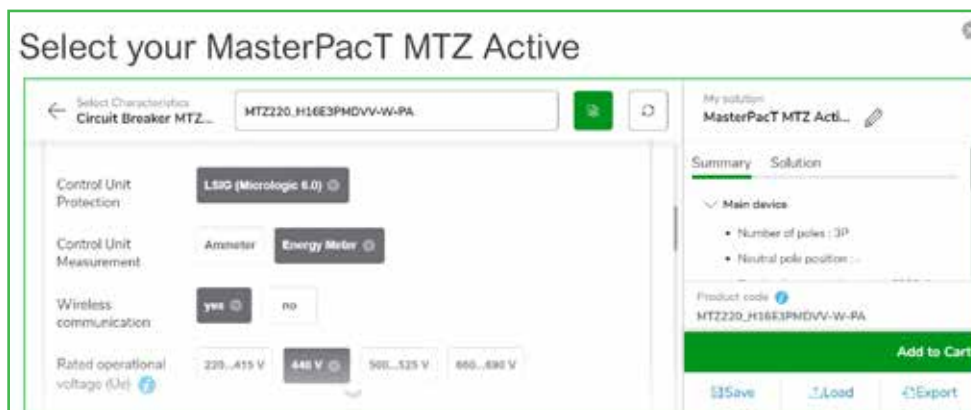 Select your MasterPacT MTZ Active
Select Characteristics
Circuit Breaker MTZ...
MTZ220_H16E3PMDVV-W-PA
My solution
MasterPacT MTZ Acti...
Summary Solution
Main device
• Number of poles : 3P
• Neutral pole position : -
Control Unit
Protection
LSIG (Micrologic 6.0)
Control Unit
Measurement
Ammeter Energy Meter
Wireless
communication
yes no
Rated operational
voltage (Ue)
220...415 V 440 V 500...525 V 660...690 V
Product code
MTZ220_H16E3PMDVV-W-PA
Add to Cart
Save Load Export